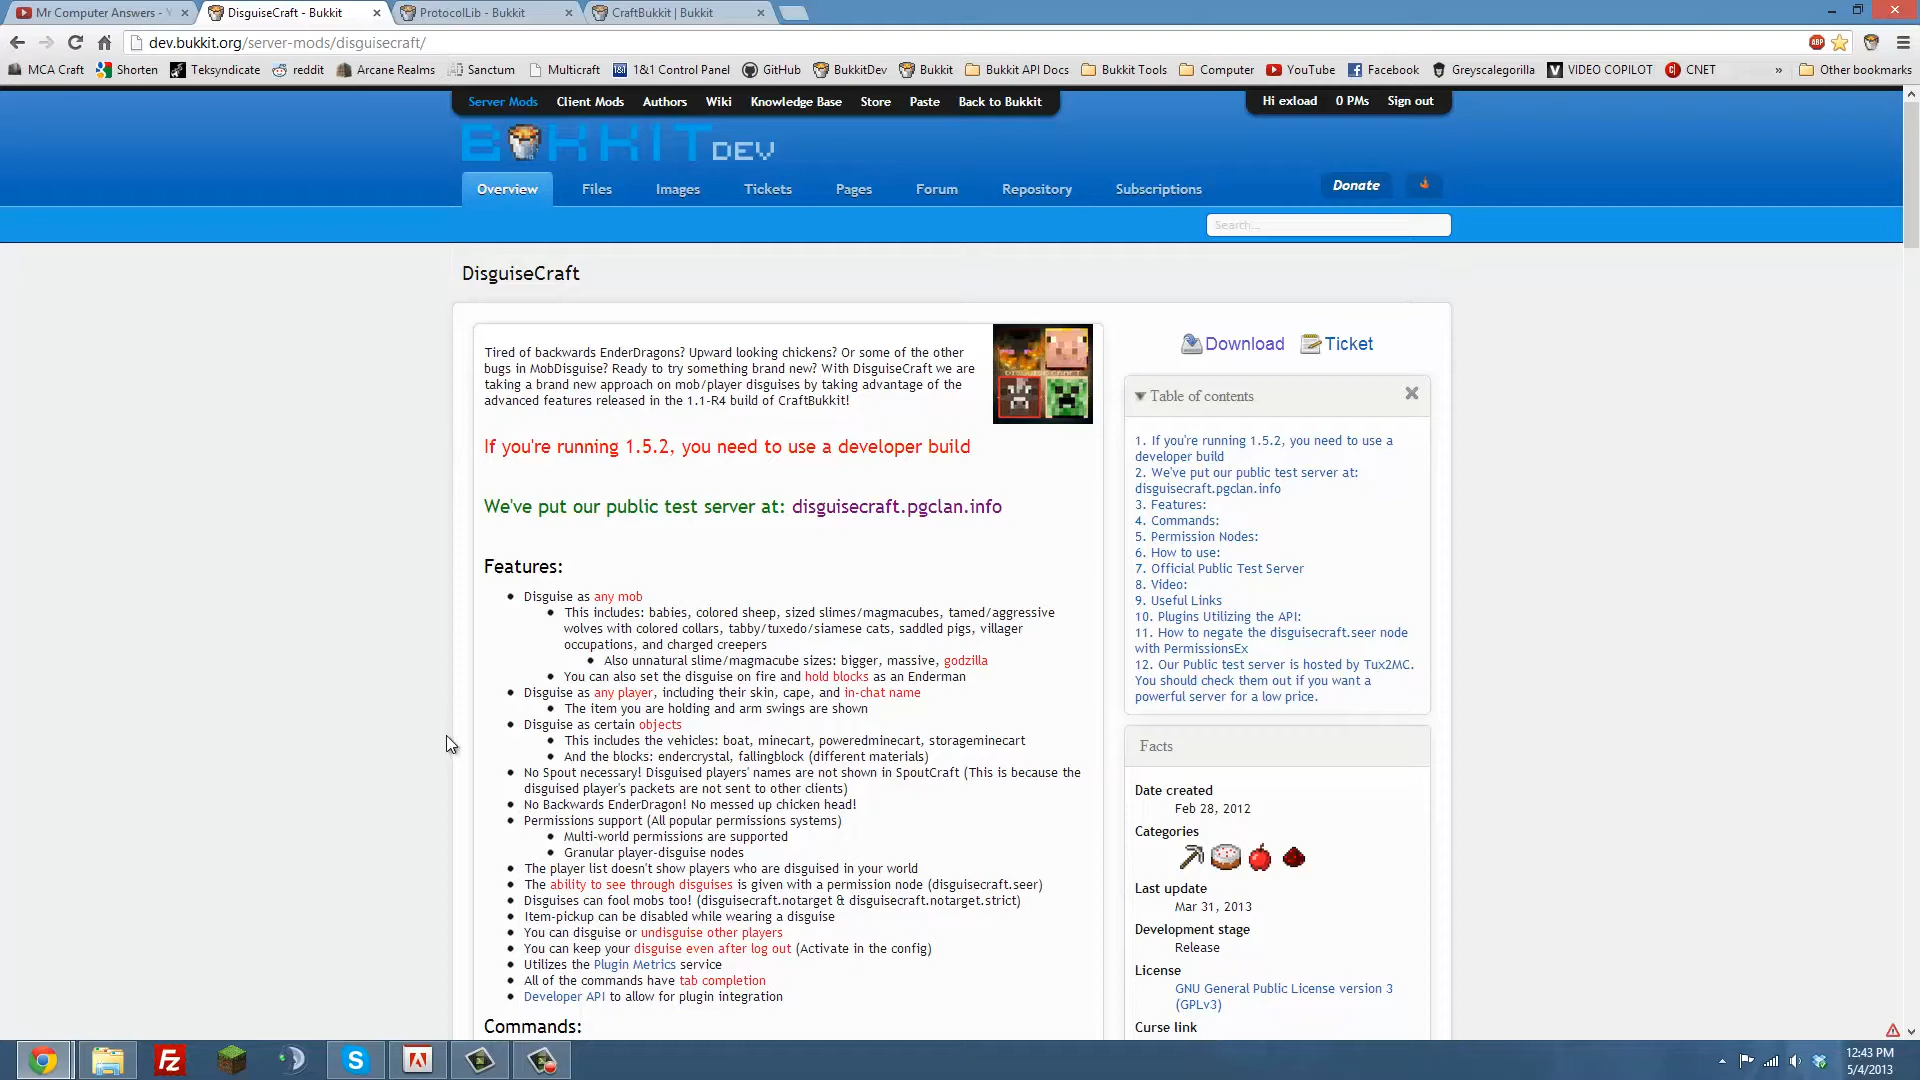 Mr Computer Answers - Y
DisguiseCraft - Bukkit
ProtocolLib - Bukkit
CraftBukkit | Bukkit
dev.bukkit.org/server-mods/disguisecraft/
ABP
MCA Craft
Shorten
Teksyndicate
reddit
Arcane Realms
Sanctum
Multicraft
1&1 Control Panel
GitHub
BukkitDev
Bukkit
Bukkit API Docs
Bukkit Tools
Computer
YouTube
Facebook
Greyscalegorilla
VIDEO COPILOT
CNET
»
Other bookmarks
Server Mods
Client Mods
Authors
Wiki
Knowledge Base
Store
Paste
Back to Bukkit
Hi exload
0 PMs
Sign out
BUKKIT DEV
Overview
Files
Images
Tickets
Pages
Forum
Repository
Subscriptions
Donate
Search...
DisguiseCraft
Tired of backwards EnderDragons? Upward looking chickens? Or some of the other
bugs in MobDisguise? Ready to try something brand new? With DisguiseCraft we are
taking a brand new approach on mob/player disguises by taking advantage of the
advanced features released in the 1.1-R4 build of CraftBukkit!
If you're running 1.5.2, you need to use a developer build
We've put our public test server at: disguisecraft.pgclan.info
Features:
Disguise as any mob
This includes: babies, colored sheep, sized slimes/magmacubes, tamed/aggressive
wolves with colored collars, tabby/tuxedo/siamese cats, saddled pigs, villager
occupations, and charged creepers
Also unnatural slime/magmacube sizes: bigger, massive, godzilla
You can also set the disguise on fire and hold blocks as an Enderman
Disguise as any player, including their skin, cape, and in-chat name
The item you are holding and arm swings are shown
Disguise as certain objects
This includes the vehicles: boat, minecart, poweredminecart, storageminecart
And the blocks: endercrystal, fallingblock (different materials)
No Spout necessary! Disguised players' names are not shown in SpoutCraft (This is because the
disguised player's packets are not sent to other clients)
No Backwards EnderDragon! No messed up chicken head!
Permissions support (All popular permissions systems)
Multi-world permissions are supported
Granular player-disguise nodes
The player list doesn't show players who are disguised in your world
The ability to see through disguises is given with a permission node (disguisecraft.seer)
Disguises can fool mobs too! (disguisecraft.notarget & disguisecraft.notarget.strict)
Item-pickup can be disabled while wearing a disguise
You can disguise or undisguise other players
You can keep your disguise even after log out (Activate in the config)
Utilizes the Plugin Metrics service
All of the commands have tab completion
Developer API to allow for plugin integration
Commands:
Download
Ticket
Table of contents
1. If you're running 1.5.2, you need to use a
developer build
2. We've put our public test server at:
disguisecraft.pgclan.info
3. Features:
4. Commands:
5. Permission Nodes:
6. How to use:
7. Official Public Test Server
8. Video:
9. Useful Links
10. Plugins Utilizing the API:
11. How to negate the disguisecraft.seer node
with PermissionsEx
12. Our Public test server is hosted by Tux2MC.
You should check them out if you want a
powerful server for a low price.
Facts
Date created
Feb 28, 2012
Categories
Last update
Mar 31, 2013
Development stage
Release
License
GNU General Public License version 3
(GPLv3)
Curse link
12:43 PM
5/4/2013